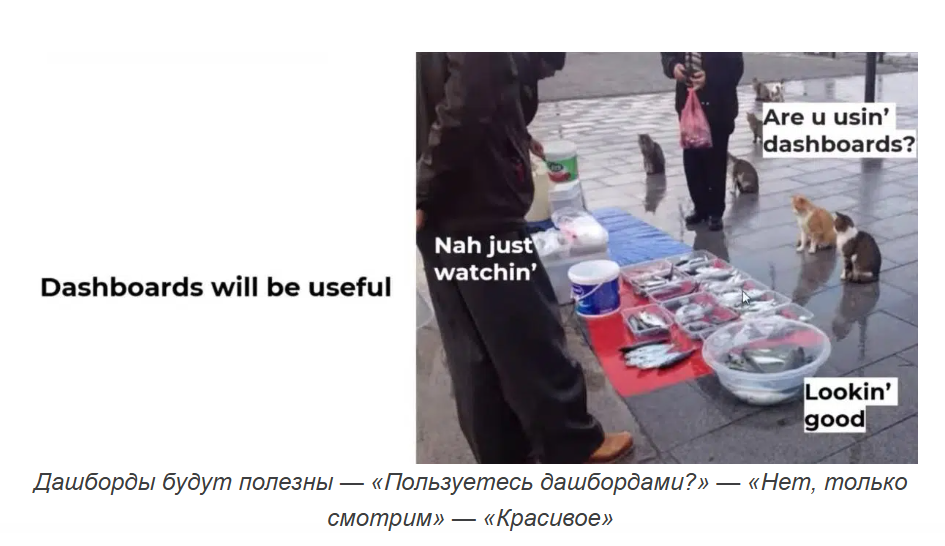 Dashboards will be useful
Are u usin’
dashboards?
Nah just
watchin’
Lookin’
good
Дашборды будут полезны — «Пользуетесь дашбордами?» — «Нет, только
смотрим» — «Красивое»